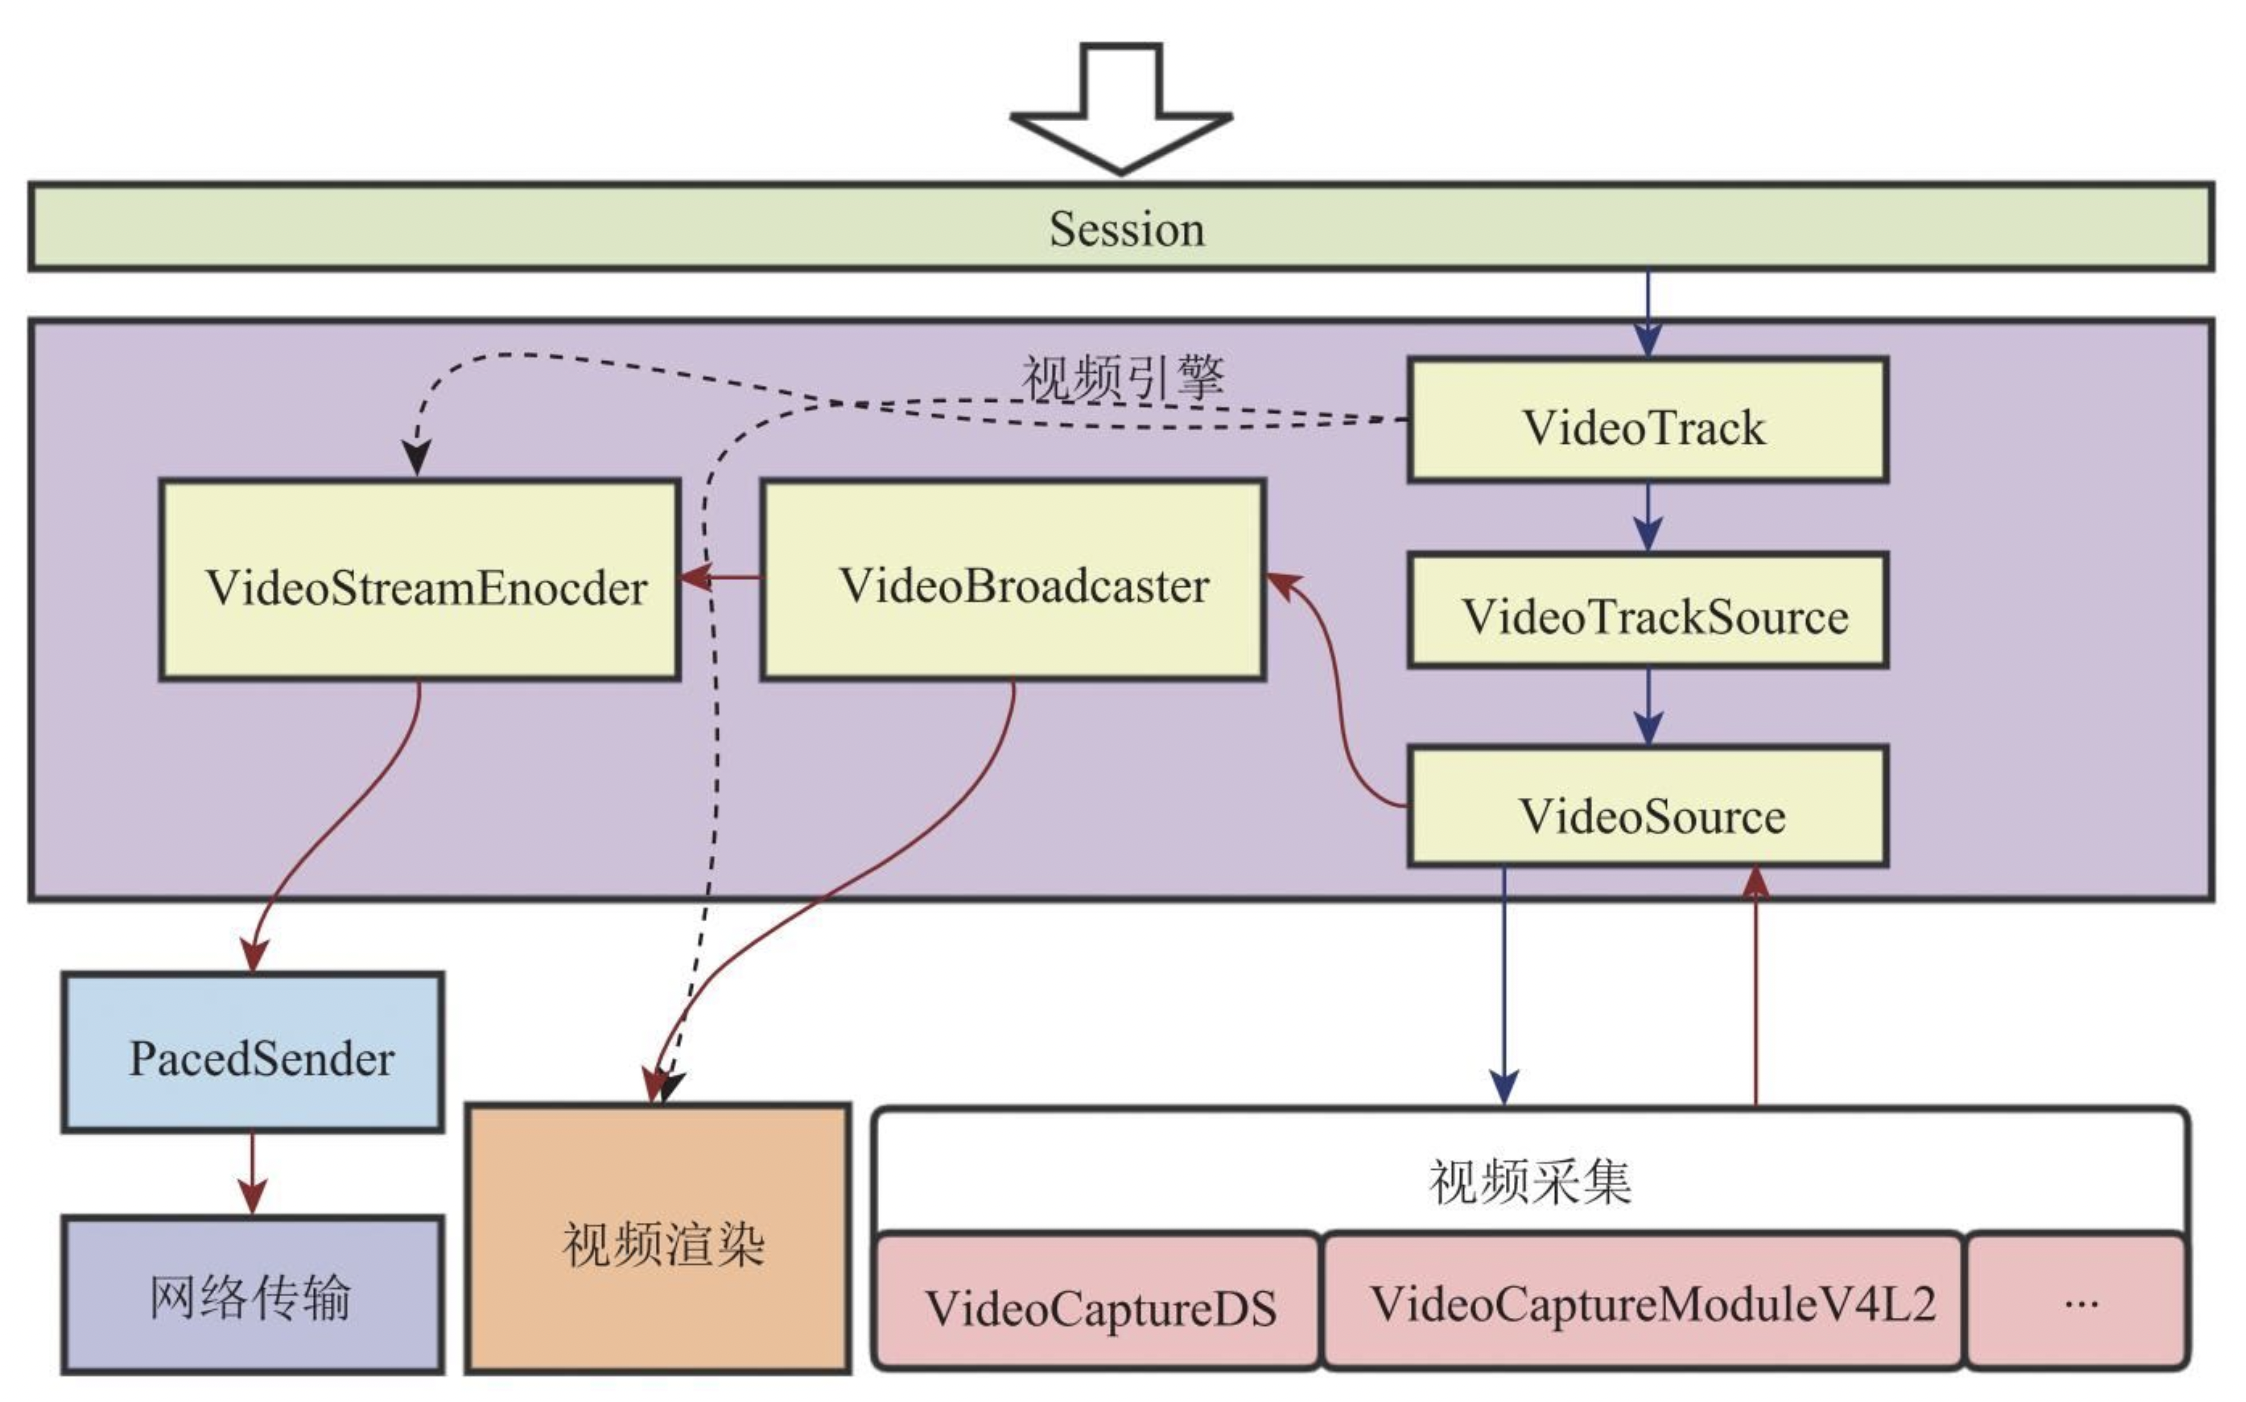 Session
视频引擎
VideoTrack
VideoStreamEnocder
VideoBroadcaster
VideoTrackSource
VideoSource
PacedSender
视频采集
视频渲染
网络传输
VideoCaptureDS
VideoCaptureModuleV4L2
···